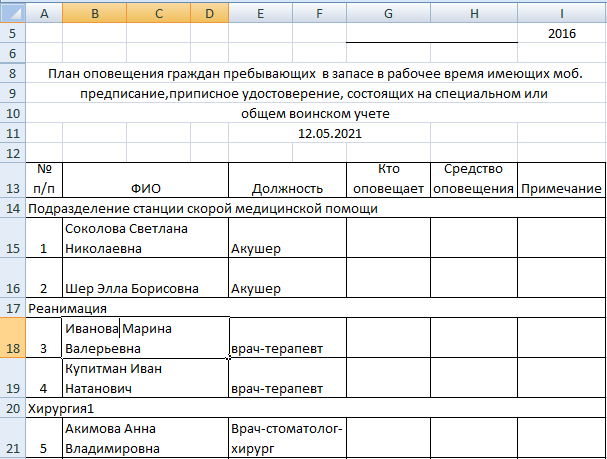 A B C D E F G H I
5 2016
6
8 План оповещения граждан пребывающих в запасе в рабочее время имеющих моб.
9 предписание,приписное удостоверение, состоящих на специальном или
10 общем воинском учете
11 12.05.2021
12
№ Кто Средство
13 п/п ФИО Должность оповещает оповещения Примечание
14 Подразделение станции скорой медицинской помощи
Соколова Светлана
15 1 Николаевна Акушер
16 2 Шер Элла Борисовна Акушер
17 Реанимация
Иванова Марина
18 3 Валерьевна врач-терапевт
Купитман Иван
19 4 Натанович врач-терапевт
20 Хирургия1
Акимова Анна Врач-стоматолог-
21 5 Владимировна хирург